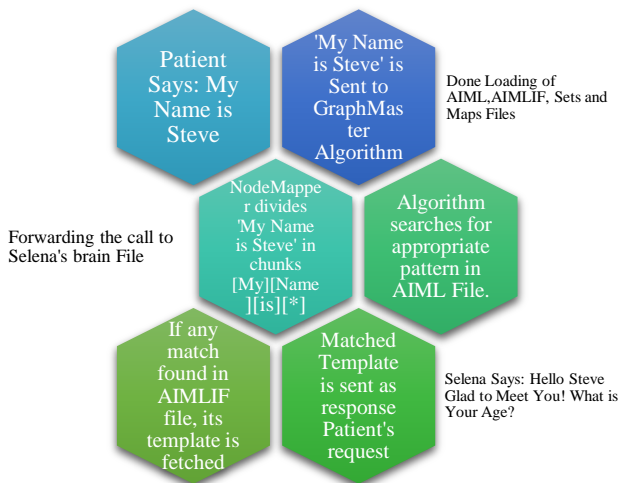 Patient
Says: My
Name is
Steve
'My Name
is Steve' is
Sent to
GraphMas
ter
Algorithm
Done Loading of
AIML,AIMLIF, Sets and
Maps Files
Forwarding the call to
Selena's brain File
NodeMappe
r divides
'My Name
is Steve' in
chunks
[My][Name
][is][*]
Algorithm
searches for
appropriate
pattern in
AIML File.
If any
match
found in
AIMLIF
file, its
template is
fetched
Matched
Template
is sent as
response
Patient's
request
Selena Says: Hello Steve
Glad to Meet You! What is
Your Age?